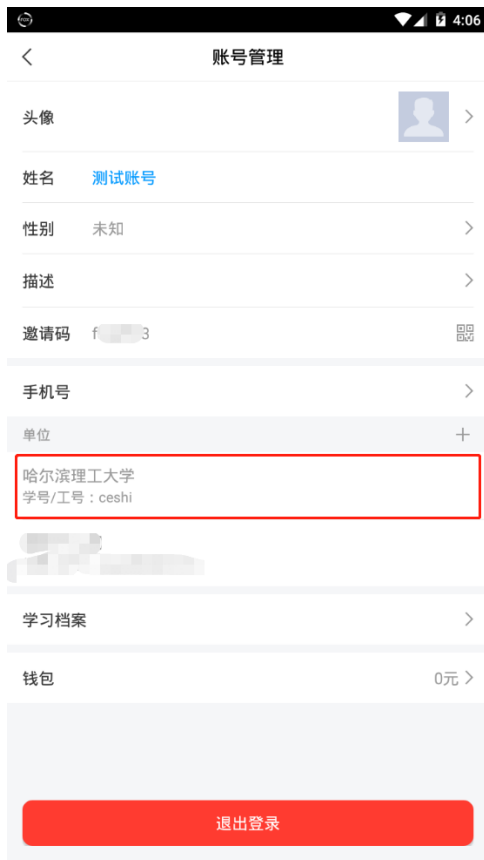 4:06
账号管理
头像
姓名 测试账号
性别 未知
描述
邀请码 f 3
手机号
单位
哈尔滨理工大学
学号/工号：ceshi
学习档案
钱包 0元
退出登录